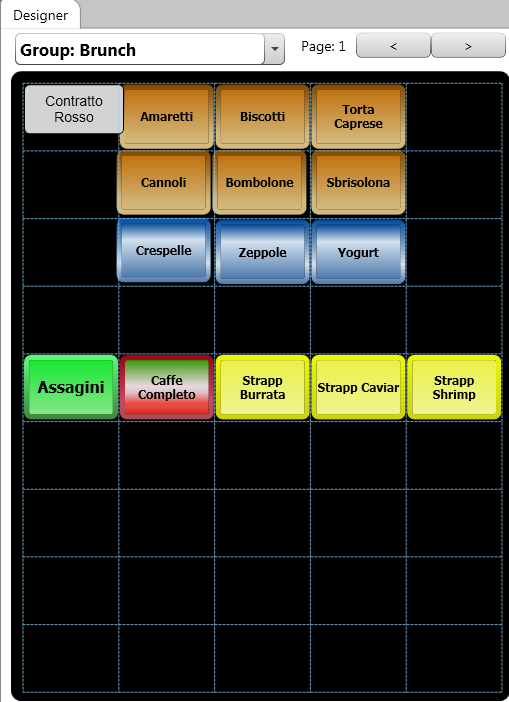 Designer
Group: Brunch
Page: 1
<
>
Contratto
Rosso
Amaretti
Biscotti
Torta
Caprese
Cannoli
Bombolone
Sbrisolona
Crespelle
Zeppole
Yogurt
Assagini
Caffe
Completo
Strapp
Burrata
Strapp Caviar
Strapp
Shrimp